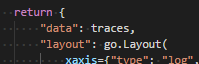 return {
"data": traces,
"layout": go.Layout(
xaxis={"type": "log",